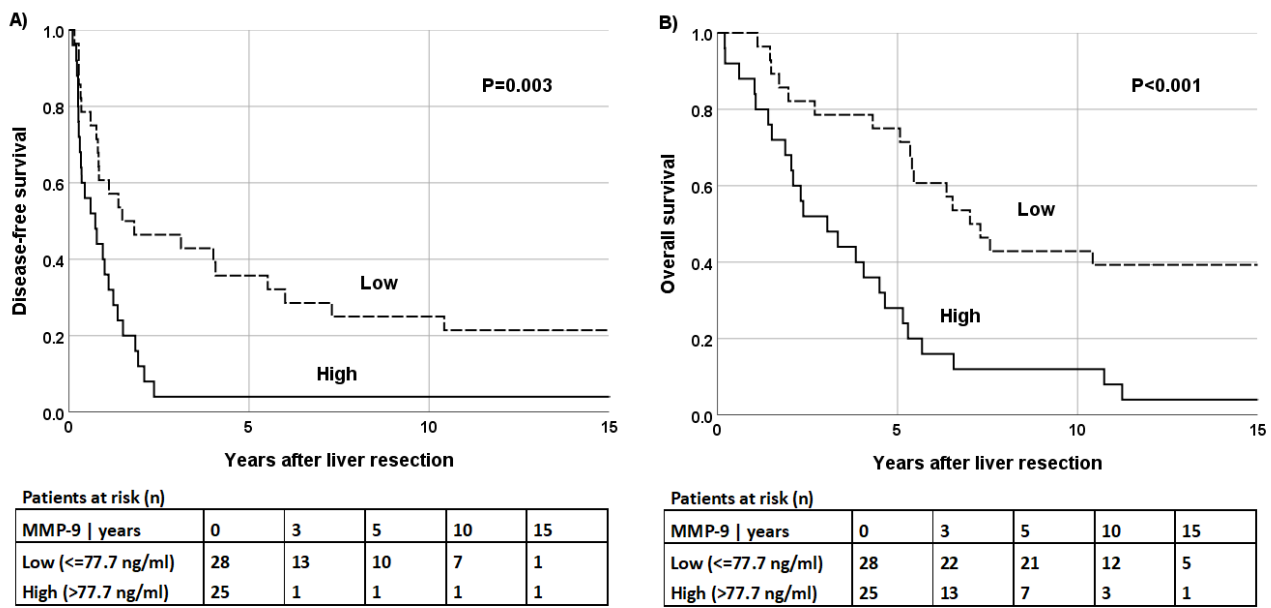 A)
1.0
0.8
0.6
0.4
0.2
0.0
Disease-free survival
P=0.003
Low
High
0 5 10 15
Years after liver resection
Patients at risk (n)
MMP-9 | years 0 3 5 10 15
Low (<=77.7 ng/ml) 28 13 10 7 1
High (>77.7 ng/ml) 25 1 1 1 1
B)
1.0
0.8
0.6
0.4
0.2
0.0
Overall survival
P<0.001
Low
High
0 5 10 15
Years after liver resection
Patients at risk (n)
MMP-9 | years 0 3 5 10 15
Low (<=77.7 ng/ml) 28 22 21 12 5
High (>77.7 ng/ml) 25 13 7 3 1